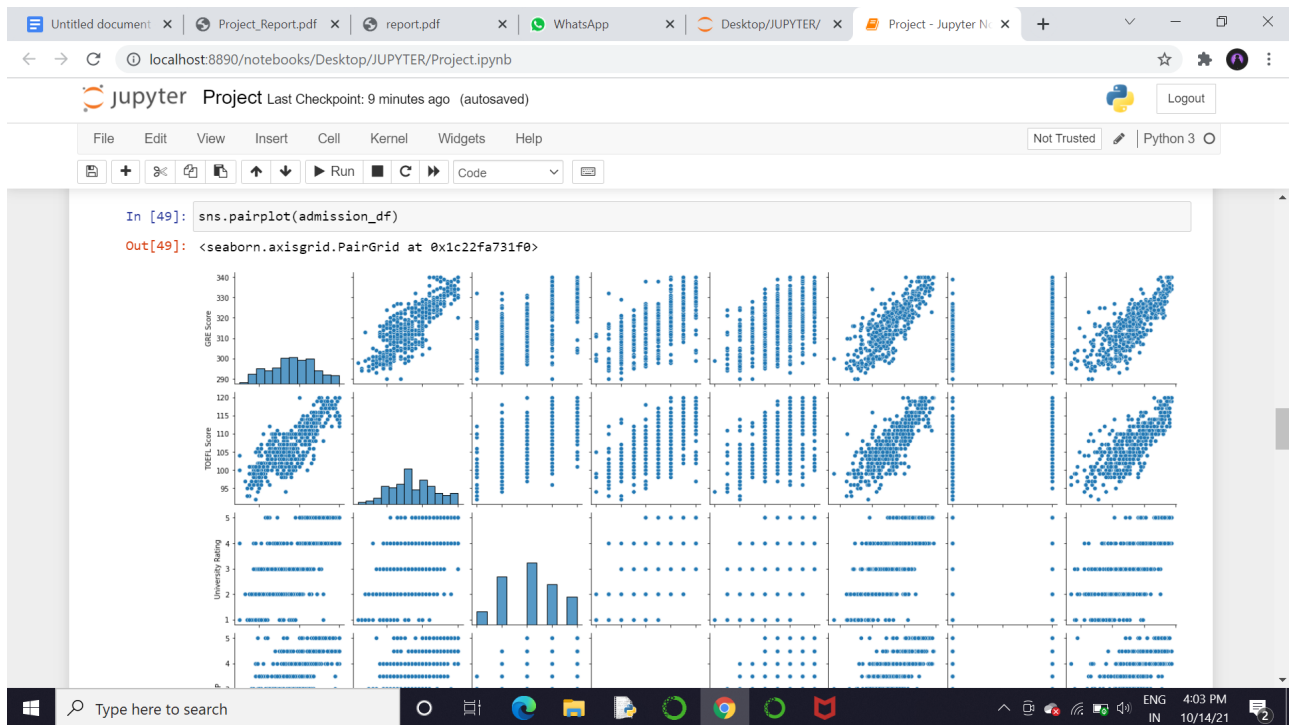 Untitled document
Project_Report.pdf
report.pdf
WhatsApp
Desktop/JUPYTER/
Project - Jupyter No
localhost:8890/notebooks/Desktop/JUPYTER/Project.ipynb
jupyter Project Last Checkpoint: 9 minutes ago (autosaved)
Logout
File Edit View Insert Cell Kernel Widgets Help
Not Trusted Python 3
Run Code
In [49]: sns.pairplot(admission_df)
Out[49]: <seaborn.axisgrid.PairGrid at 0x1c22fa731f0>
340
330
320
310
300
290
GRE Score
120
115
110
105
100
95
TOEFL Score
5
4
3
2
1
University Rating
5
4
Type here to search
ENG
IN
4:03 PM
10/14/21
2